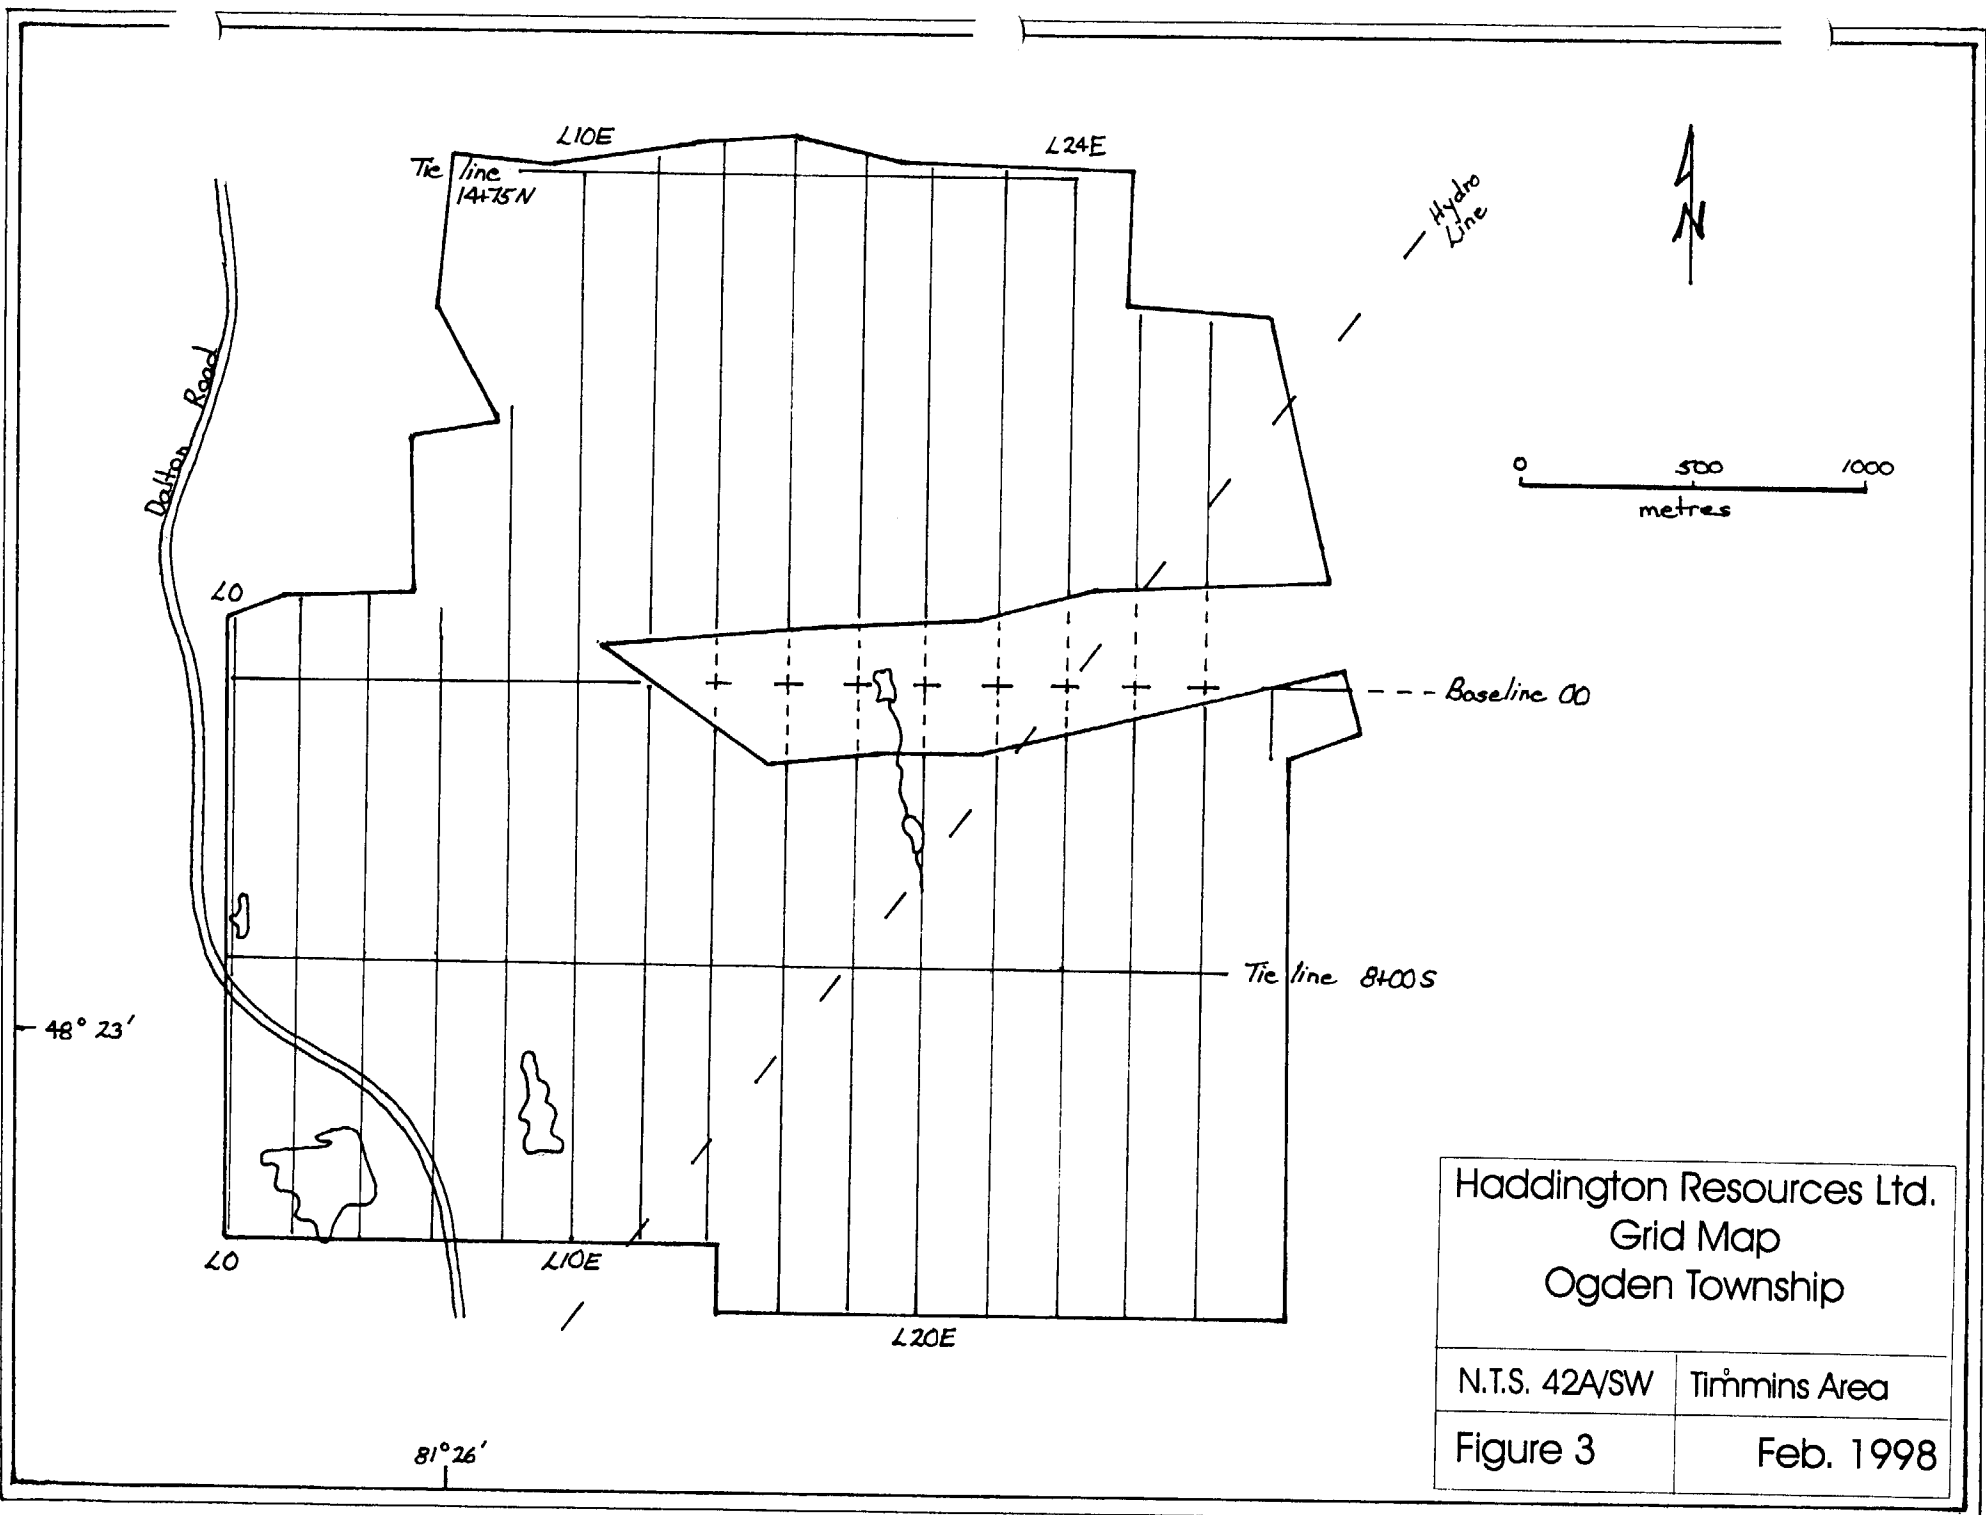 L10E
L24E
Tie line
14+75N
Hydro
Line
N
Dalton Road
0 500 1000
metres
L0
Baseline 00
Tie line 8+00S
48° 23'
L0
L10E
L20E
81° 26'
Haddington Resources Ltd.
Grid Map
Ogden Township
N.T.S. 42A/SW
Timmins Area
Figure 3
Feb. 1998